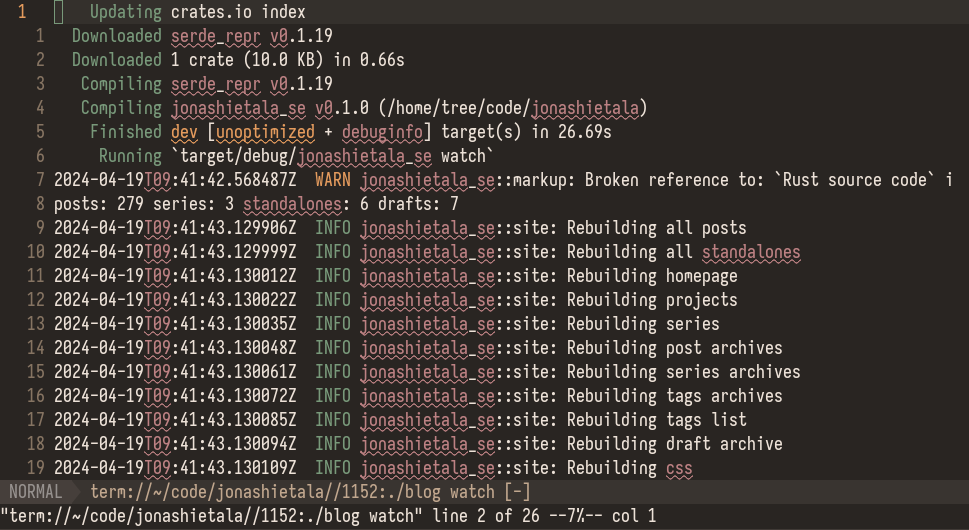 1 Updating crates.io index
1 Downloaded serde_repr v0.1.19
2 Downloaded 1 crate (10.0 KB) in 0.66s
3 Compiling serde_repr v0.1.19
4 Compiling jonashietala_se v0.1.0 (/home/tree/code/jonashietala)
5 Finished dev [unoptimized + debuginfo] target(s) in 26.69s
6 Running `target/debug/jonashietala_se watch`
7 2024-04-19T09:41:42.568487Z  WARN jonashietala_se::markup: Broken reference to: `Rust source code` i
8 posts: 279 series: 3 standalones: 6 drafts: 7
9 2024-04-19T09:41:43.129906Z  INFO jonashietala_se::site: Rebuilding all posts
10 2024-04-19T09:41:43.129999Z  INFO jonashietala_se::site: Rebuilding all standalones
11 2024-04-19T09:41:43.130012Z  INFO jonashietala_se::site: Rebuilding homepage
12 2024-04-19T09:41:43.130022Z  INFO jonashietala_se::site: Rebuilding projects
13 2024-04-19T09:41:43.130035Z  INFO jonashietala_se::site: Rebuilding series
14 2024-04-19T09:41:43.130048Z  INFO jonashietala_se::site: Rebuilding post archives
15 2024-04-19T09:41:43.130061Z  INFO jonashietala_se::site: Rebuilding series archives
16 2024-04-19T09:41:43.130072Z  INFO jonashietala_se::site: Rebuilding tags archives
17 2024-04-19T09:41:43.130085Z  INFO jonashietala_se::site: Rebuilding tags list
18 2024-04-19T09:41:43.130094Z  INFO jonashietala_se::site: Rebuilding draft archive
19 2024-04-19T09:41:43.130109Z  INFO jonashietala_se::site: Rebuilding css
NORMAL term://~/code/jonashietala//1152:./blog watch [-]
"term://~/code/jonashietala//1152:./blog watch" line 2 of 26 --7%-- col 1